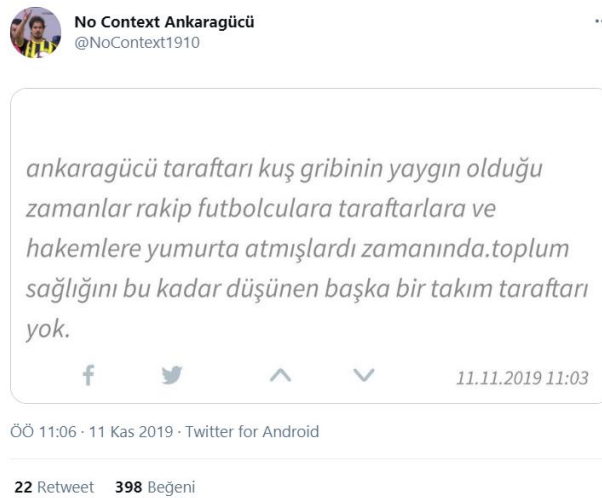 No Context Ankaragücü
@NoContext1910
ankaragücü taraftarı kuş gribinin yaygın olduğu
zamanlar rakip futbolculara taraftarlara ve
hakemlere yumurta atmışlardı zamanında.toplum
sağlığını bu kadar düşünen başka bir takım taraftarı
yok.
11.11.2019 11:03
ÖÖ 11:06 · 11 Kas 2019 · Twitter for Android
22 Retweet 398 Beğeni